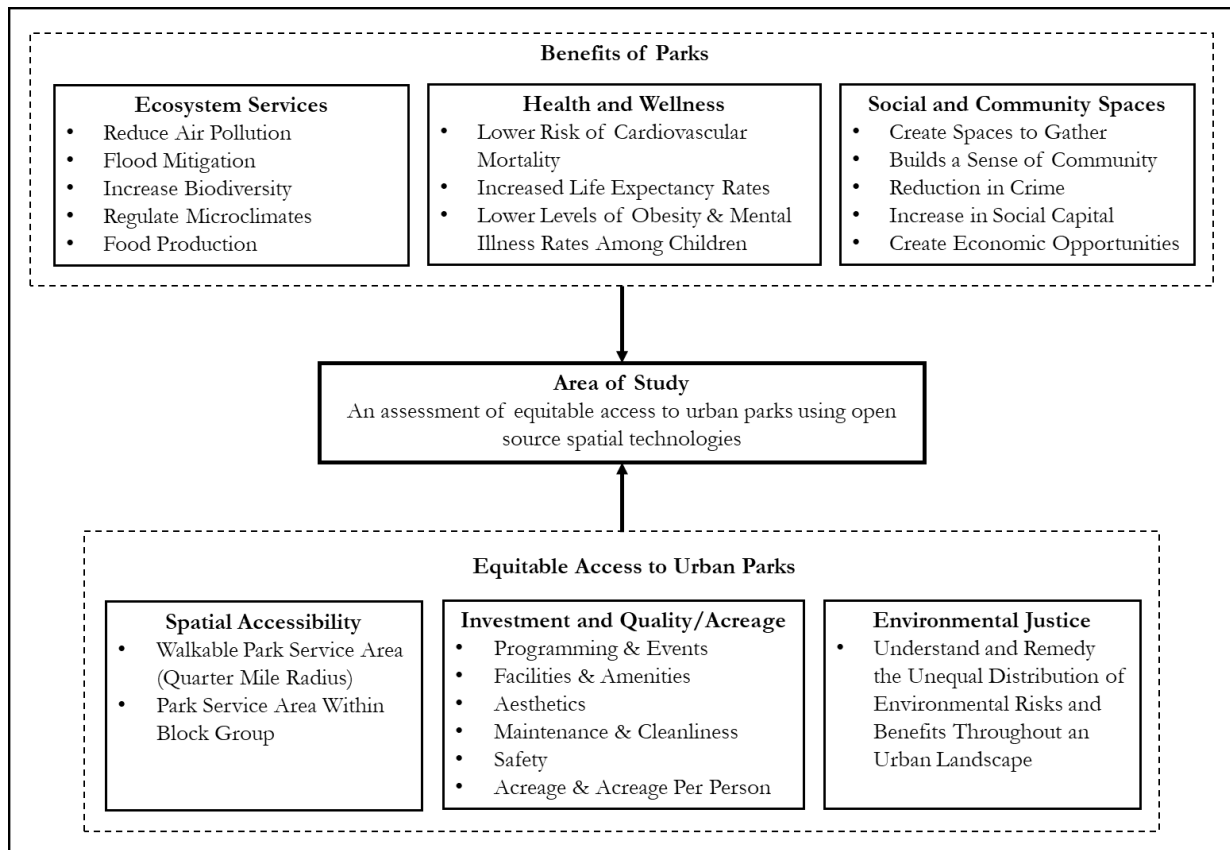 Benefits of Parks
Ecosystem Services
• Reduce Air Pollution
• Flood Mitigation
• Increase Biodiversity
• Regulate Microclimates
• Food Production
Health and Wellness
• Lower Risk of Cardiovascular
Mortality
• Increased Life Expectancy Rates
• Lower Levels of Obesity & Mental
Illness Rates Among Children
Social and Community Spaces
• Create Spaces to Gather
• Builds a Sense of Community
• Reduction in Crime
• Increase in Social Capital
• Create Economic Opportunities
Area of Study
An assessment of equitable access to urban parks using open
source spatial technologies
Equitable Access to Urban Parks
Spatial Accessibility
• Walkable Park Service Area
(Quarter Mile Radius)
• Park Service Area Within
Block Group
Investment and Quality/Acreage
• Programming & Events
• Facilities & Amenities
• Aesthetics
• Maintenance & Cleanliness
• Safety
• Acreage & Acreage Per Person
Environmental Justice
• Understand and Remedy
the Unequal Distribution of
Environmental Risks and
Benefits Throughout an
Urban Landscape